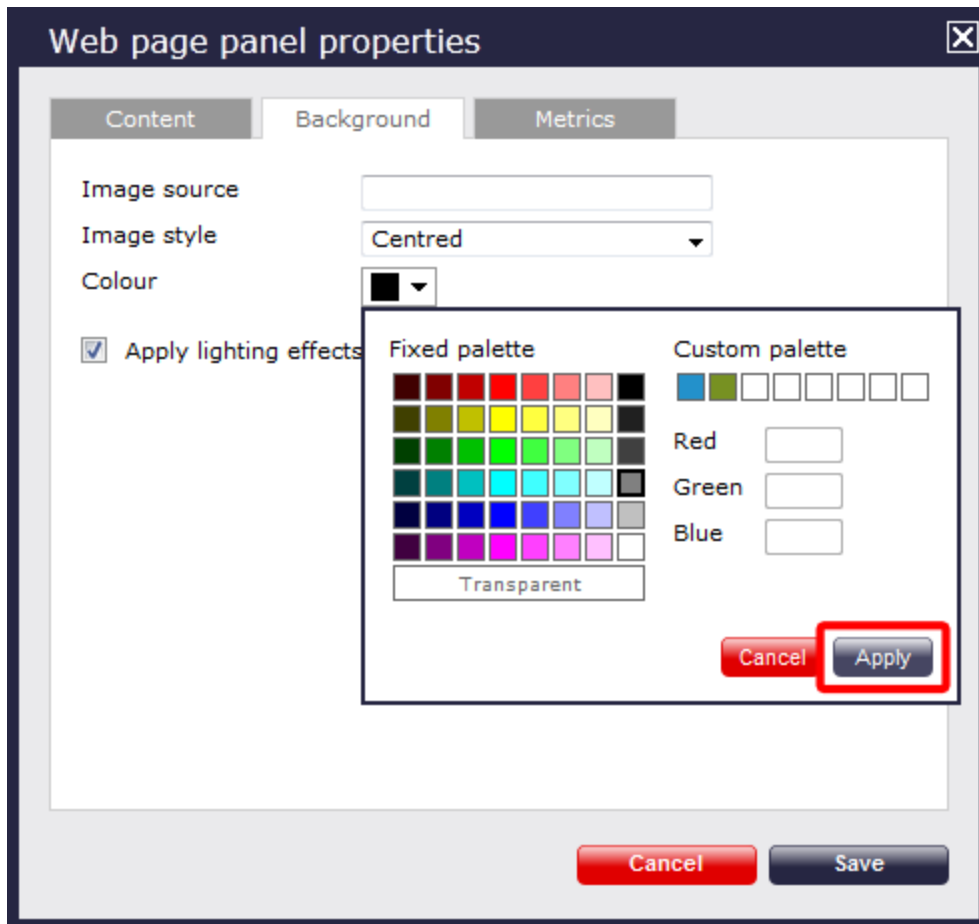 Web page panel properties
Content Background Metrics
Image source
Image style Centred
Colour
Apply lighting effects
Fixed palette Custom palette
Red
Green
Blue
Transparent
Cancel Apply
Cancel Save